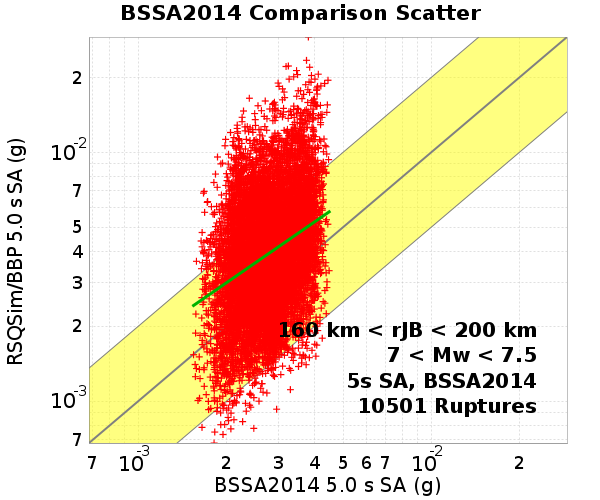 BSSA2014 Comparison Scatter
RSQSim/BBP 5.0 s SA (g)
2
10-2
7
5
4
3
2
10-3
7
160 km < rJB < 200 km
7 < Mw < 7.5
5s SA, BSSA2014
10501 Ruptures
7 10-3 2 3 4 5 6 7 10-2 2
BSSA2014 5.0 s SA (g)